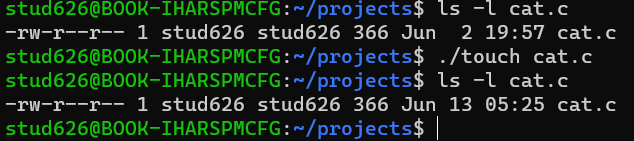 stud626@BOOK-IHARSPMCFG:~/projects$ ls -l cat.c
-rw-r--r-- 1 stud626 stud626 366 Jun  2 19:57 cat.c
stud626@BOOK-IHARSPMCFG:~/projects$ ./touch cat.c
stud626@BOOK-IHARSPMCFG:~/projects$ ls -l cat.c
-rw-r--r-- 1 stud626 stud626 366 Jun 13 05:25 cat.c
stud626@BOOK-IHARSPMCFG:~/projects$